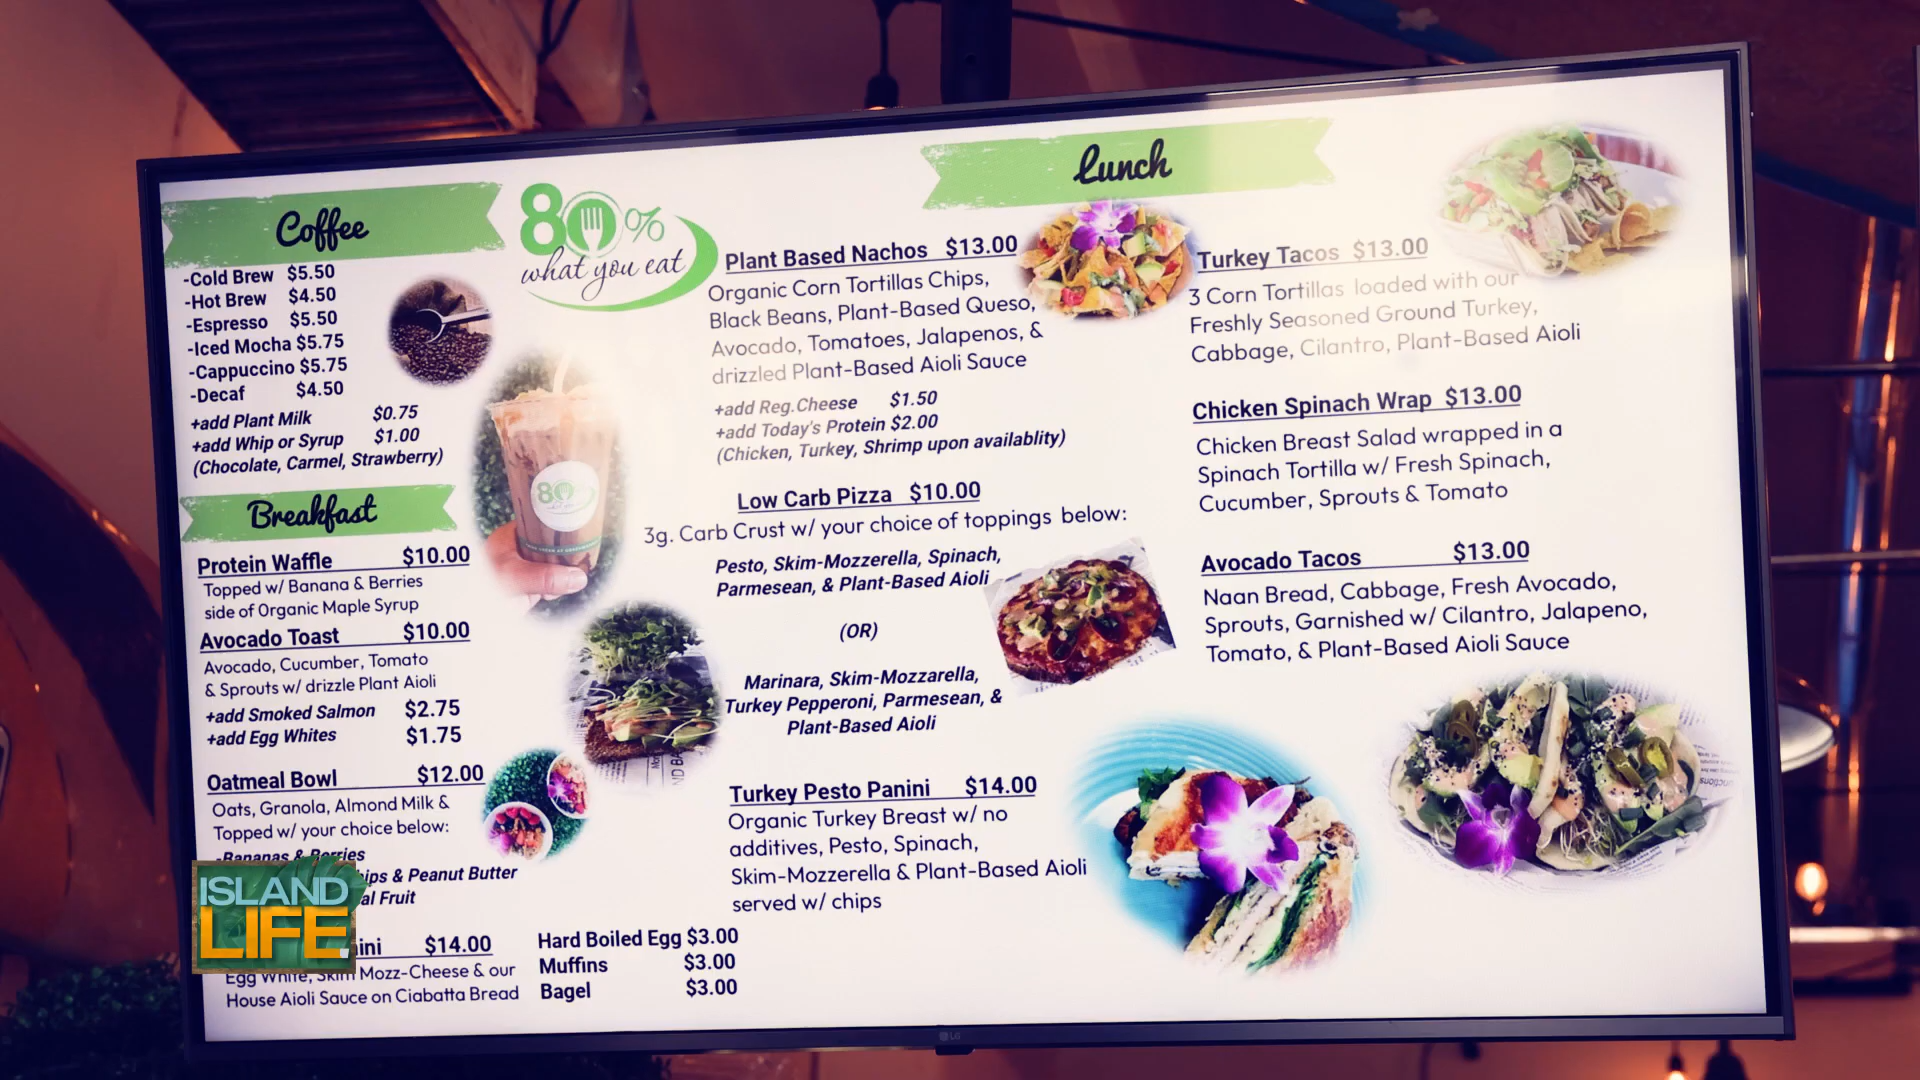 Coffee
-Cold Brew $5.50
-Hot Brew $4.50
-Espresso $5.50
-Iced Mocha $5.75
-Cappuccino $5.75
-Decaf $4.50
+add Plant Milk $0.75
+add Whip or Syrup $1.00
(Chocolate, Carmel, Strawberry)
80%
what you eat
Breakfast
Protein Waffle $10.00
Topped w/ Banana & Berries
side of Organic Maple Syrup
Avocado Toast $10.00
Avocado, Cucumber, Tomato
& Sprouts w/ drizzle Plant Aioli
+add Smoked Salmon $2.75
+add Egg Whites $1.75
Oatmeal Bowl $12.00
Oats, Granola, Almond Milk &
Topped w/ your choice below:
-Bananas & Berries
& Peanut Butter
Fruit
$14.00
Egg White, Skim Mozz-Cheese & our
House Aioli Sauce on Ciabatta Bread
Hard Boiled Egg $3.00
Muffins $3.00
Bagel $3.00
Lunch
Plant Based Nachos $13.00
Organic Corn Tortillas Chips,
Black Beans, Plant-Based Queso,
Avocado, Tomatoes, Jalapenos, &
drizzled Plant-Based Aioli Sauce
+add Reg.Cheese $1.50
+add Today's Protein $2.00
(Chicken, Turkey, Shrimp upon availablity)
Low Carb Pizza $10.00
3g. Carb Crust w/ your choice of toppings below:
Pesto, Skim-Mozzerella, Spinach,
Parmesean, & Plant-Based Aioli
(OR)
Marinara, Skim-Mozzarella,
Turkey Pepperoni, Parmesean, &
Plant-Based Aioli
Turkey Pesto Panini $14.00
Organic Turkey Breast w/ no
additives, Pesto, Spinach,
Skim-Mozzerella & Plant-Based Aioli
served w/ chips
Turkey Tacos $13.00
3 Corn Tortillas loaded with our
Freshly Seasoned Ground Turkey,
Cabbage, Cilantro, Plant-Based Aioli
Chicken Spinach Wrap $13.00
Chicken Breast Salad wrapped in a
Spinach Tortilla w/ Fresh Spinach,
Cucumber, Sprouts & Tomato
Avocado Tacos $13.00
Naan Bread, Cabbage, Fresh Avocado,
Sprouts, Garnished w/ Cilantro, Jalapeno,
Tomato, & Plant-Based Aioli Sauce
ISLAND
LIFE
LG